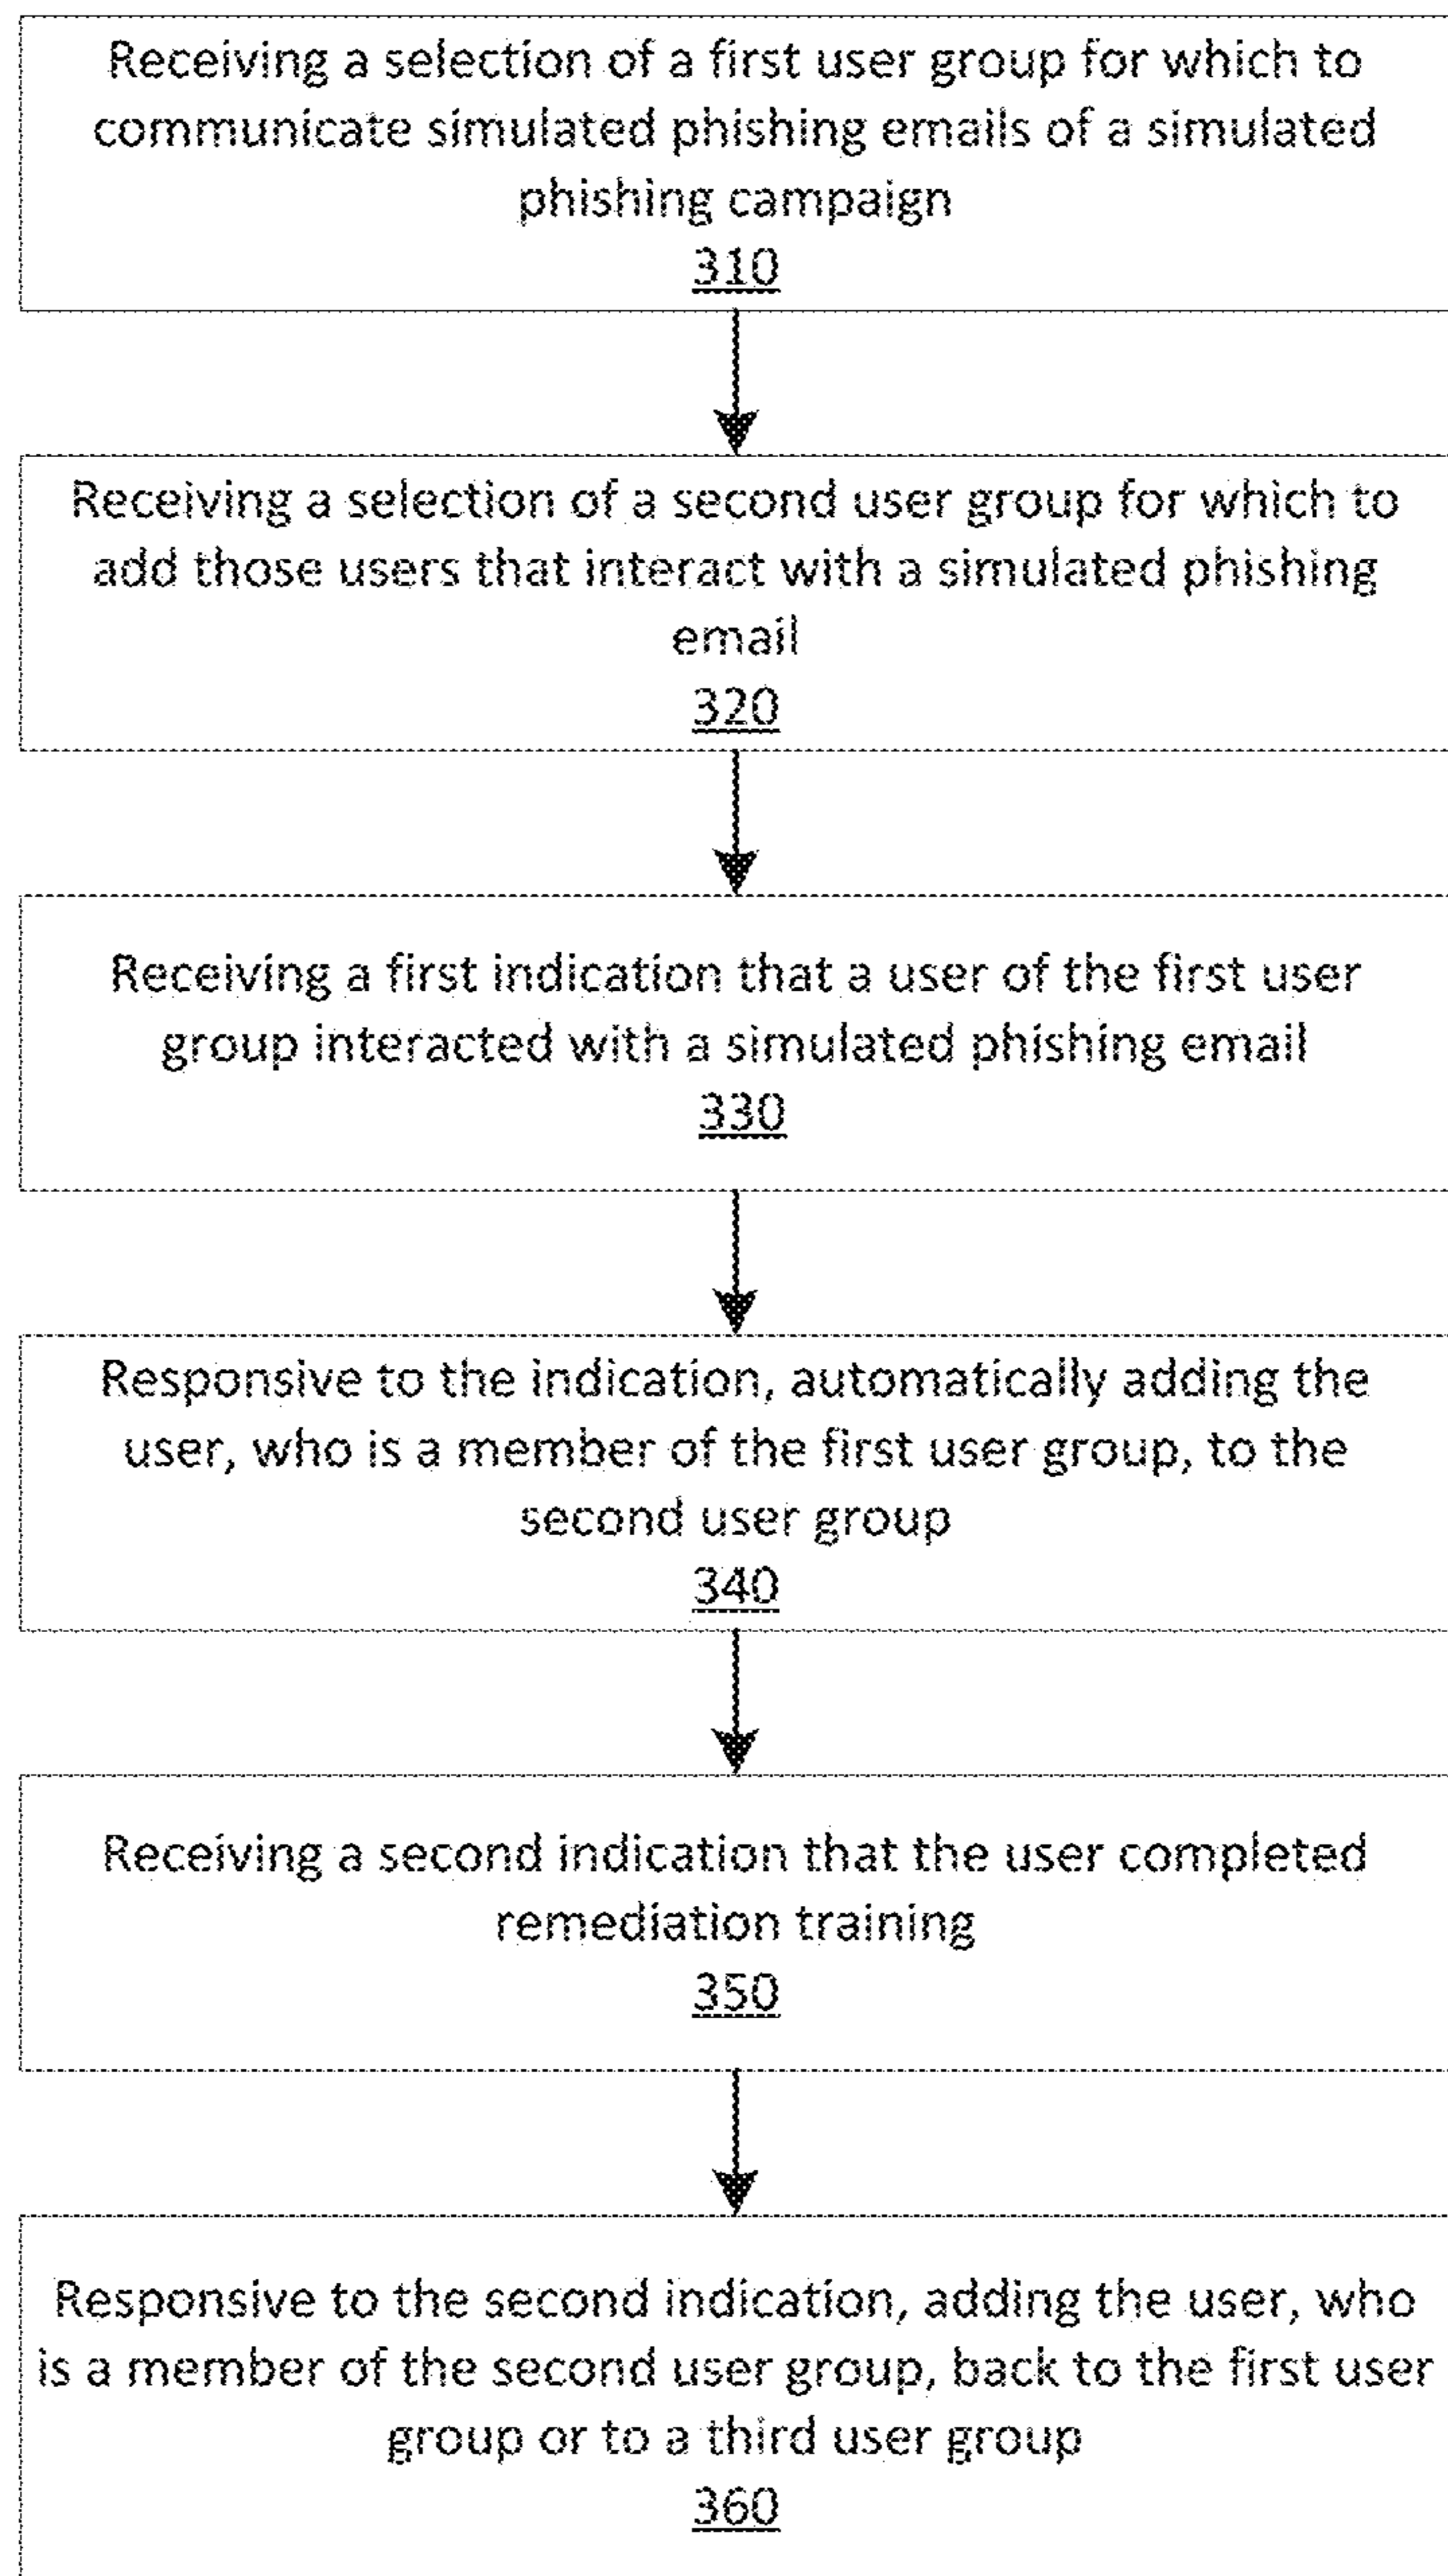 Receiving a selection of a first user group for which to
communicate simulated phishing emails of a simulated
phishing campaign
310
Receiving a selection of a second user group for which to
add those users that interact with a simulated phishing
email
320
Receiving a first indication that a user of the first user
group interacted with a simulated phishing email
330
Responsive to the indication, automatically adding the
user, who is a member of the first user group, to the
second user group
340
Receiving a second indication that the user completed
remediation training
350
Responsive to the second indication, adding the user, who
is a member of the second user group, back to the first user
group or to a third user group
360